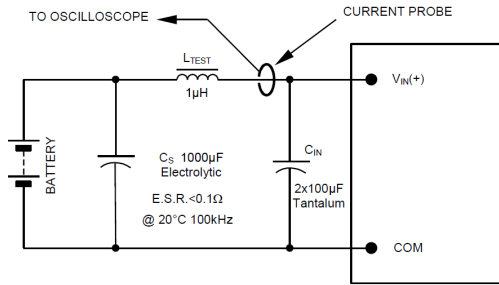 TO OSCILLOSCOPE
CURRENT PROBE
LTEST
1µH
VIN(+)
BATTERY
CS 1000µF
Electrolytic
E.S.R.<0.1Ω
@ 20°C 100kHz
CIN
2x100µF
Tantalum
COM